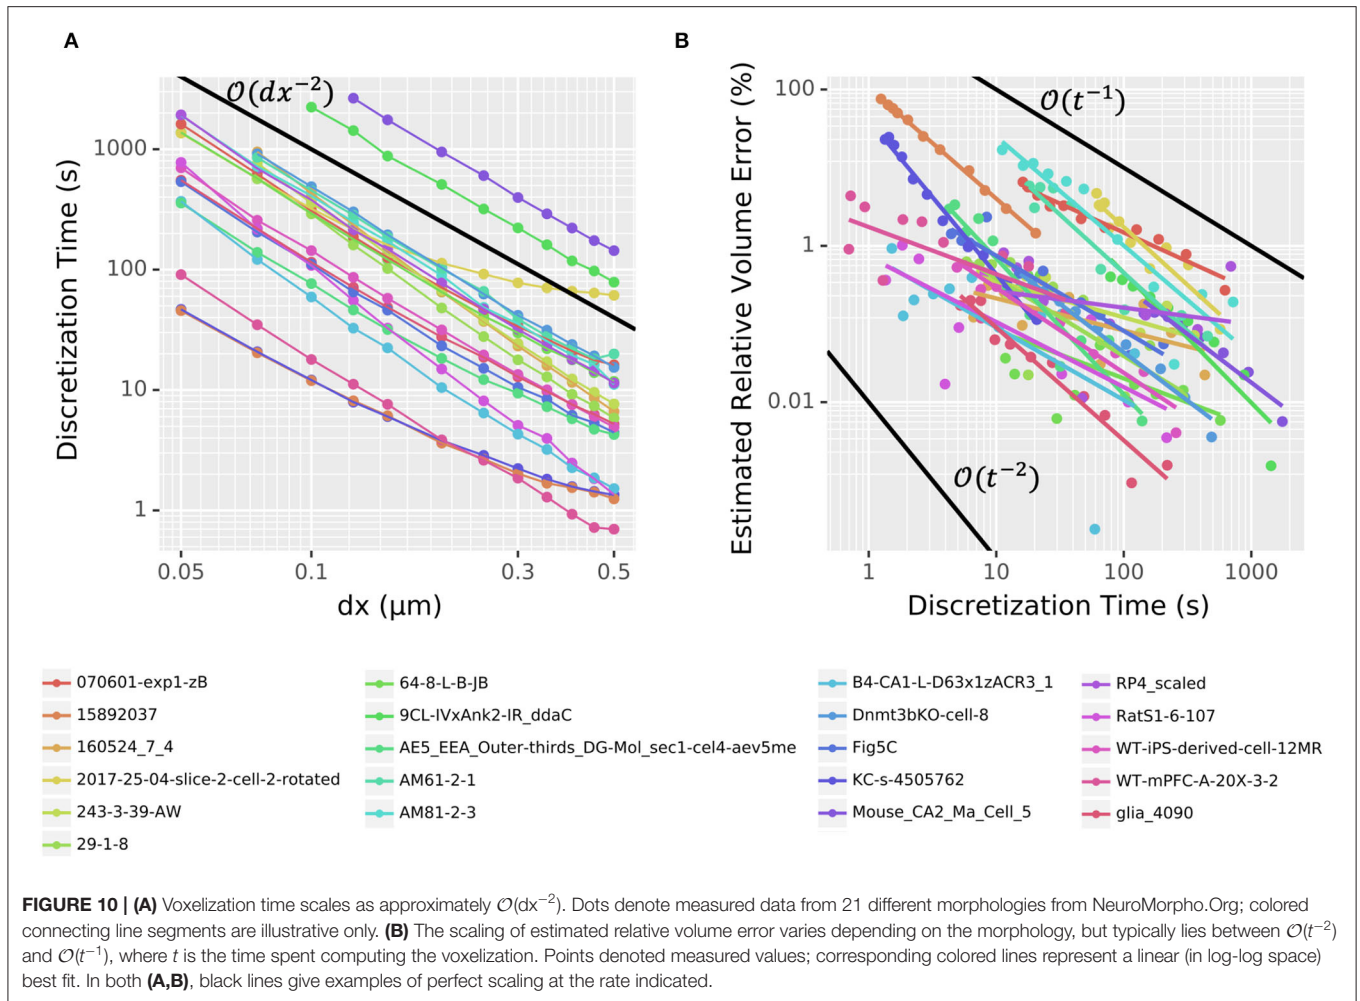 A
B
Discretization Time (s)
1000
100
10
1
𝒪(dx⁻²)
0.05
0.1
0.3
0.5
dx (μm)
Estimated Relative Volume Error (%)
100
1
0.01
𝒪(t⁻¹)
𝒪(t⁻²)
1
10
100
1000
Discretization Time (s)
070601-exp1-zB
15892037
160524_7_4
2017-25-04-slice-2-cell-2-rotated
243-3-39-AW
29-1-8
64-8-L-B-JB
9CL-IVxAnk2-IR_ddaC
AE5_EEA_Outer-thirds_DG-Mol_sec1-cel4-aev5me
AM61-2-1
AM81-2-3
B4-CA1-L-D63x1zACR3_1
Dnmt3bKO-cell-8
Fig5C
KC-s-4505762
Mouse_CA2_Ma_Cell_5
RP4_scaled
RatS1-6-107
WT-iPS-derived-cell-12MR
WT-mPFC-A-20X-3-2
glia_4090
FIGURE 10 | (A) Voxelization time scales as approximately 𝒪(dx⁻²). Dots denote measured data from 21 different morphologies from NeuroMorpho.Org; colored
connecting line segments are illustrative only. (B) The scaling of estimated relative volume error varies depending on the morphology, but typically lies between 𝒪(t⁻²)
and 𝒪(t⁻¹), where t is the time spent computing the voxelization. Points denoted measured values; corresponding colored lines represent a linear (in log-log space)
best fit. In both (A,B), black lines give examples of perfect scaling at the rate indicated.